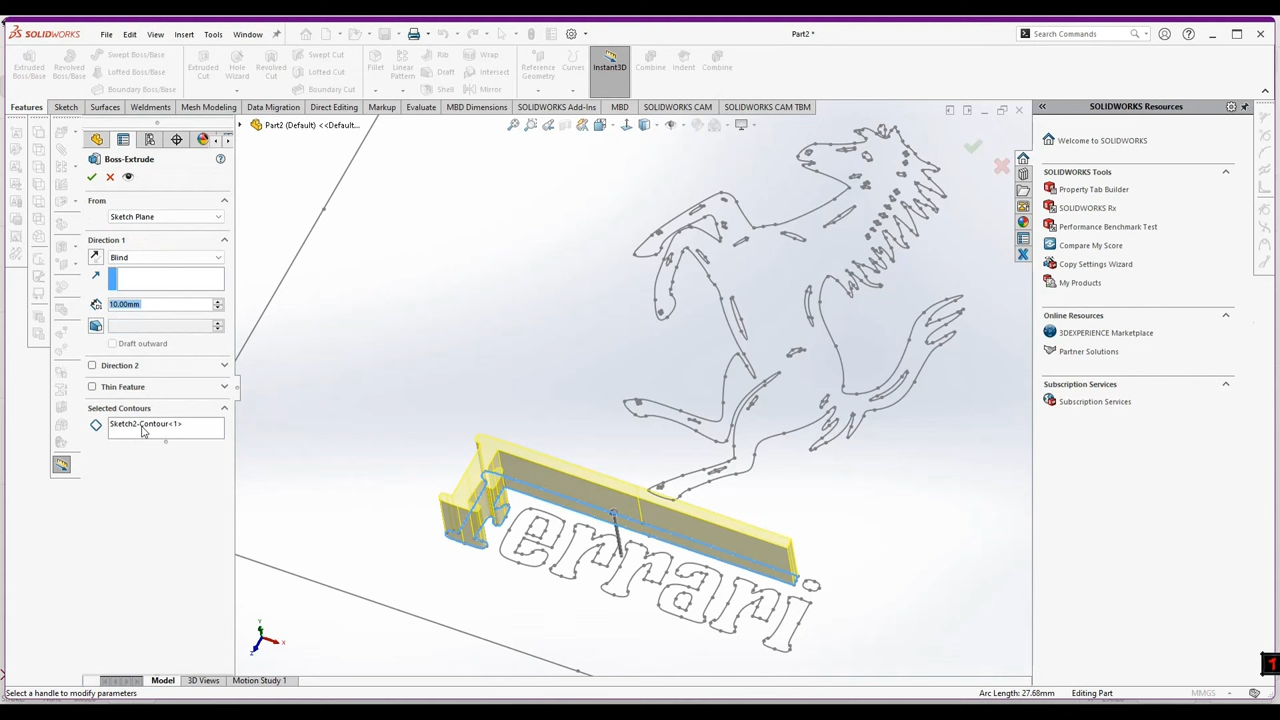 SOLIDWORKS
File Edit View Insert Tools Window
Part2 *
Search Commands
Extruded Boss/Base
Revolved Boss/Base
Swept Boss/Base
Lofted Boss/Base
Boundary Boss/Base
Extruded Cut
Hole Wizard
Revolved Cut
Swept Cut
Lofted Cut
Boundary Cut
Fillet
Linear Pattern
Rib
Draft
Shell
Wrap
Intersect
Mirror
Reference Geometry
Curves
Instant3D
Combine
Indent
Combine
Features Sketch Surfaces Weldments Mesh Modeling Data Migration Direct Editing Markup Evaluate MBD Dimensions SOLIDWORKS Add-Ins MBD SOLIDWORKS CAM SOLIDWORKS CAM TBM
Part2 (Default) <<Default...
Boss-Extrude
From
Sketch Plane
Direction 1
Blind
10.00mm
Draft outward
Direction 2
Thin Feature
Selected Contours
Sketch2-Contour<1>
Ferrari
Y
X
Z
SOLIDWORKS Resources
Welcome to SOLIDWORKS
SOLIDWORKS Tools
Property Tab Builder
SOLIDWORKS Rx
Performance Benchmark Test
Compare My Score
Copy Settings Wizard
My Products
Online Resources
3DEXPERIENCE Marketplace
Partner Solutions
Subscription Services
Subscription Services
1
Model 3D Views Motion Study 1
Select a handle to modify parameters
Arc Length: 27.68mm Editing Part MMGS